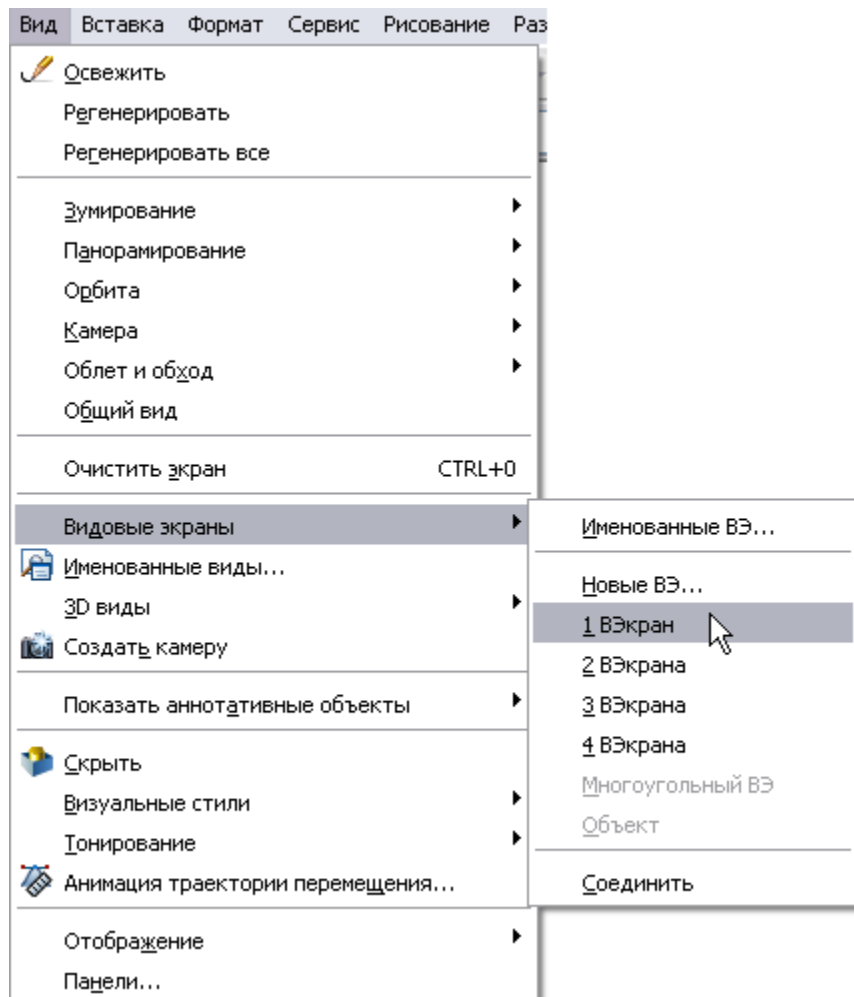 Вид Вставка Формат Сервис Рисование Раз
Освежить
Регенерировать
Регенерировать все
Зумирование
Панорамирование
Орбита
Камера
Облет и обход
Общий вид
Очистить экран CTRL+0
Видовые экраны
Именованные виды...
3D виды
Создать камеру
Показать аннотативные объекты
Скрыть
Визуальные стили
Тонирование
Анимация траектории перемещения...
Отображение
Панели...
Именованные ВЭ...
Новые ВЭ...
1 ВЭкран
2 ВЭкрана
3 ВЭкрана
4 ВЭкрана
Многоугольный ВЭ
Объект
Соединить